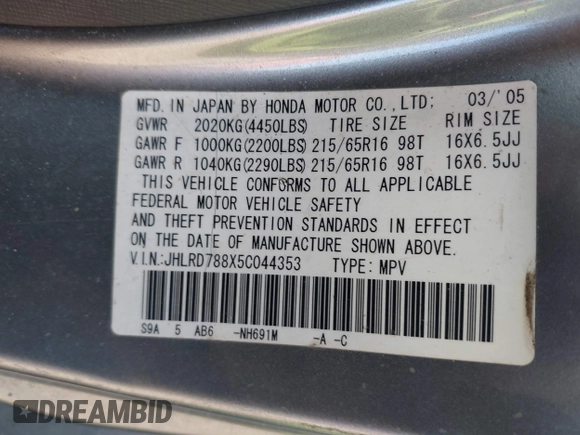 MFD. IN JAPAN BY HONDA MOTOR CO., LTD: 03/'05
GVWR 2020KG(4450LBS) TIRE SIZE RIM SIZE
GAWR F 1000KG(2200LBS) 215/65R16 98T 16X6.5JJ
GAWR R 1040KG(2290LBS) 215/65R16 98T 16X6.5JJ
THIS VEHICLE CONFORMS TO ALL APPLICABLE
FEDERAL MOTOR VEHICLE SAFETY
AND THEFT PREVENTION STANDARDS IN EFFECT
ON THE DATE OF MANUFACTURE SHOWN ABOVE.
V.I.N.:JHLRD788X5C044353 TYPE: MPV
S9A 5 AB6 -NH691M -A -C
DREAMBID